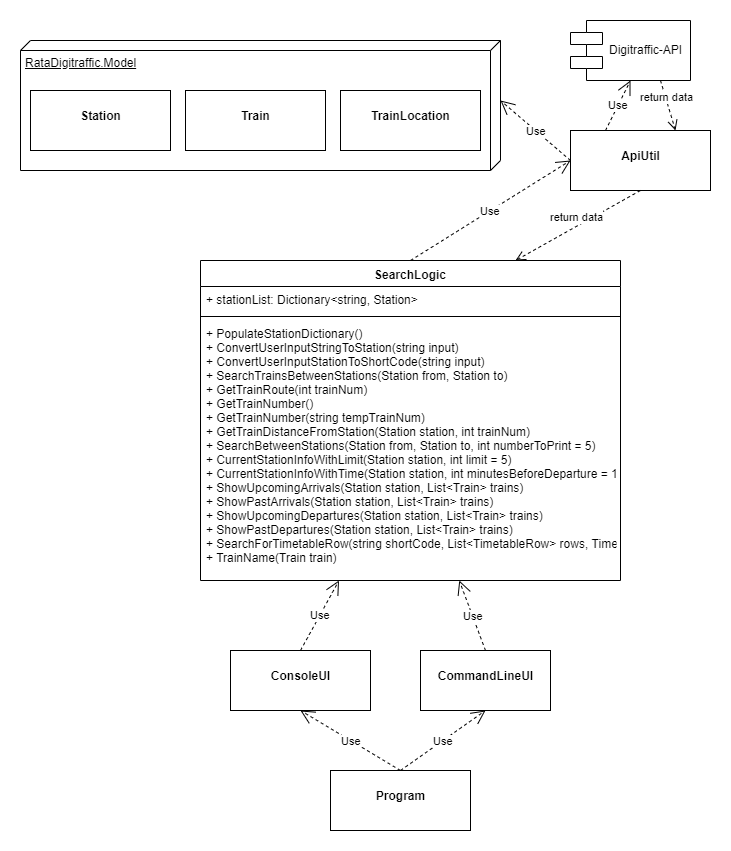 RataDigitraffic.Model
Station
Train
TrainLocation
Digitraffic-API
Use
return data
Use
ApiUtil
Use
return data
SearchLogic
+ stationList: Dictionary<string, Station>
+ PopulateStationDictionary()
+ ConvertUserInputStringToStation(string input)
+ ConvertUserInputStationToShortCode(string input)
+ SearchTrainsBetweenStations(Station from, Station to)
+ GetTrainRoute(int trainNum)
+ GetTrainNumber()
+ GetTrainNumber(string tempTrainNum)
+ GetTrainDistanceFromStation(Station station, int trainNum)
+ SearchBetweenStations(Station from, Station to, int numberToPrint = 5)
+ CurrentStationInfoWithLimit(Station station, int limit = 5)
+ CurrentStationInfoWithTime(Station station, int minutesBeforeDeparture = 1
+ ShowUpcomingArrivals(Station station, List<Train> trains)
+ ShowPastArrivals(Station station, List<Train> trains)
+ ShowUpcomingDepartures(Station station, List<Train> trains)
+ ShowPastDepartures(Station station, List<Train> trains)
+ SearchForTimetableRow(string shortCode, List<TimetableRow> rows, Time
+ TrainName(Train train)
Use
Use
ConsoleUI
CommandLineUI
Use
Use
Program